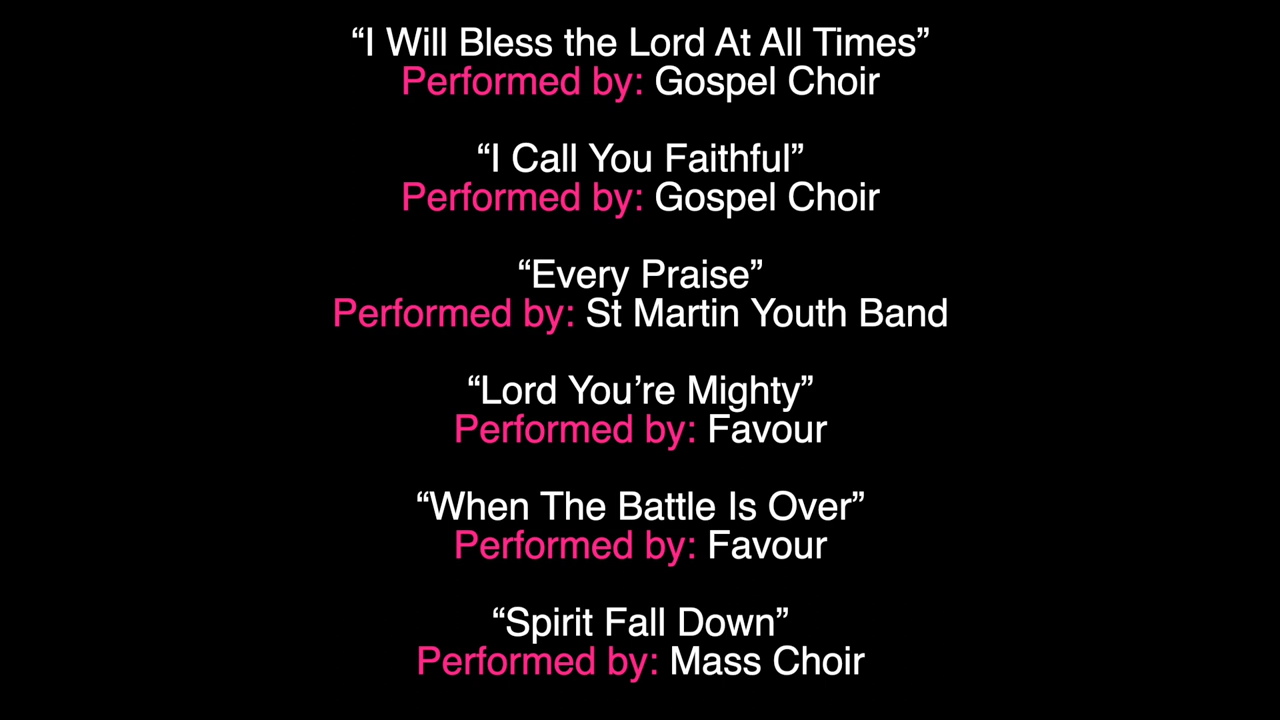 “I Will Bless the Lord At All Times”
Performed by: Gospel Choir
“I Call You Faithful”
Performed by: Gospel Choir
“Every Praise”
Performed by: St Martin Youth Band
“Lord You’re Mighty”
Performed by: Favour
“When The Battle Is Over”
Performed by: Favour
“Spirit Fall Down”
Performed by: Mass Choir